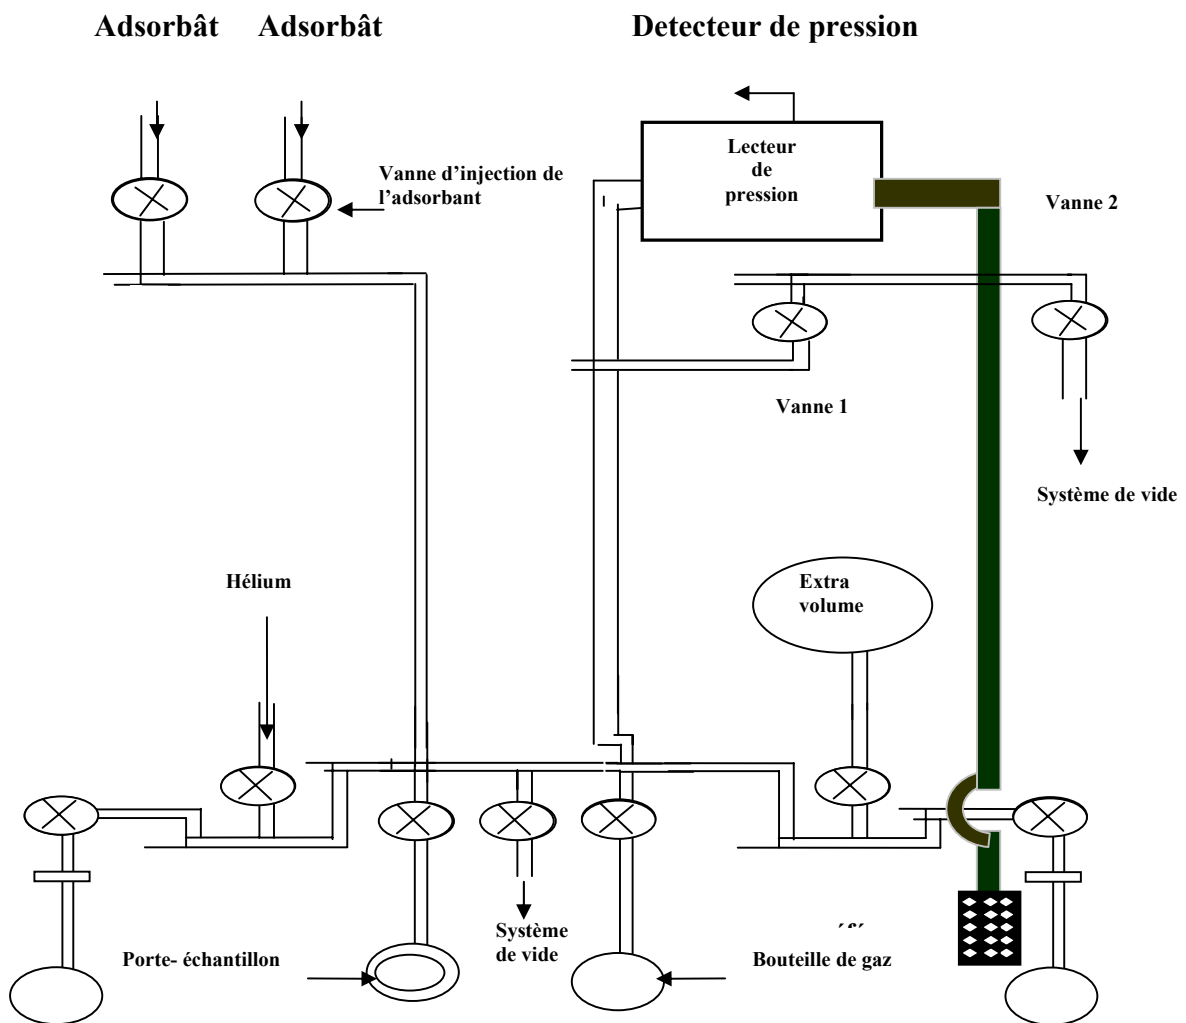 Adsorbât Adsorbât Detecteur de pression
Lecteur
de
pression
Vanne d’injection de
l’adsorbant
Vanne 2
Vanne 1
Système de vide
Hélium
Extra
volume
Système
de vide
Porte- échantillon
Bouteille de gaz